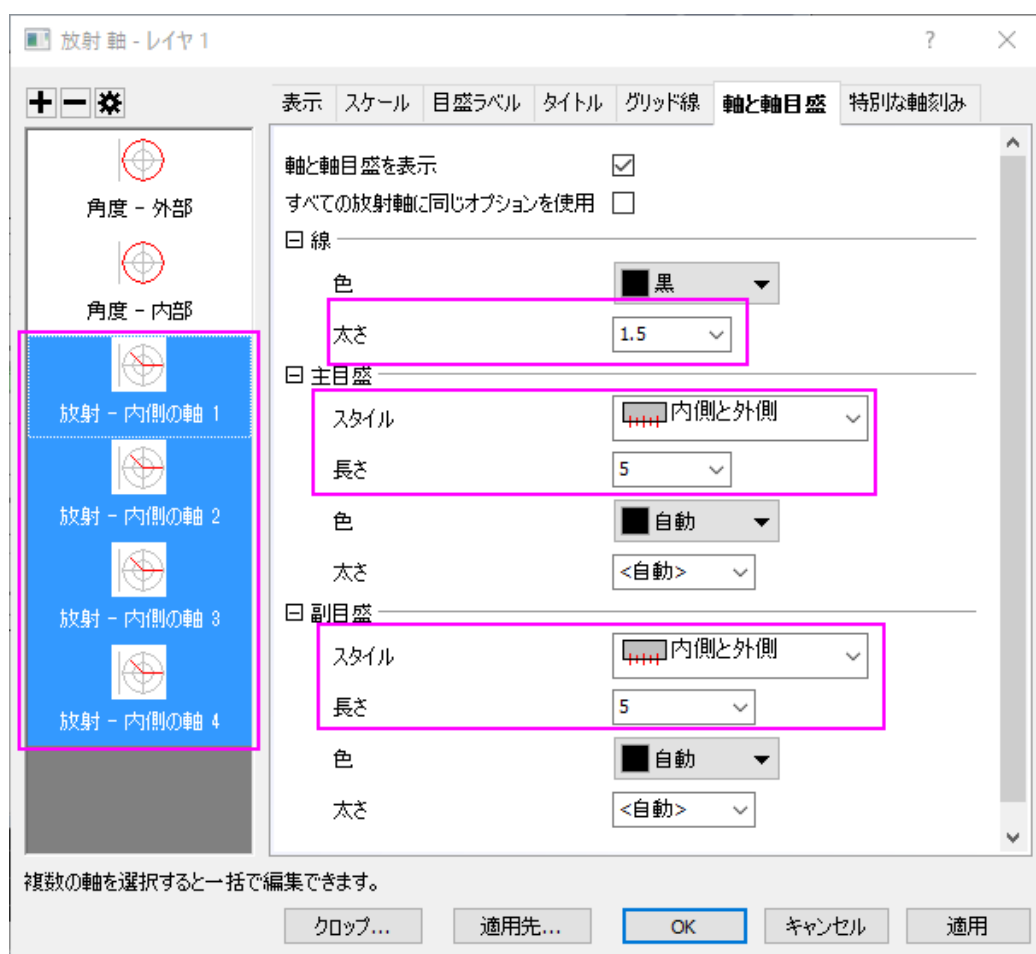 放射 軸 - レイヤ 1
?
表示 スケール 目盛ラベル タイトル グリッド線 軸と軸目盛 特別な軸刻み
角度 - 外部
角度 - 内部
放射 - 内側の軸 1
放射 - 内側の軸 2
放射 - 内側の軸 3
放射 - 内側の軸 4
軸と軸目盛を表示
すべての放射軸に同じオプションを使用
線
色 黒
太さ 1.5
主目盛
スタイル 内側と外側
長さ 5
色 自動
太さ <自動>
副目盛
スタイル 内側と外側
長さ 5
色 自動
太さ <自動>
複数の軸を選択すると一括で編集できます。
クロップ... 適用先... OK キャンセル 適用